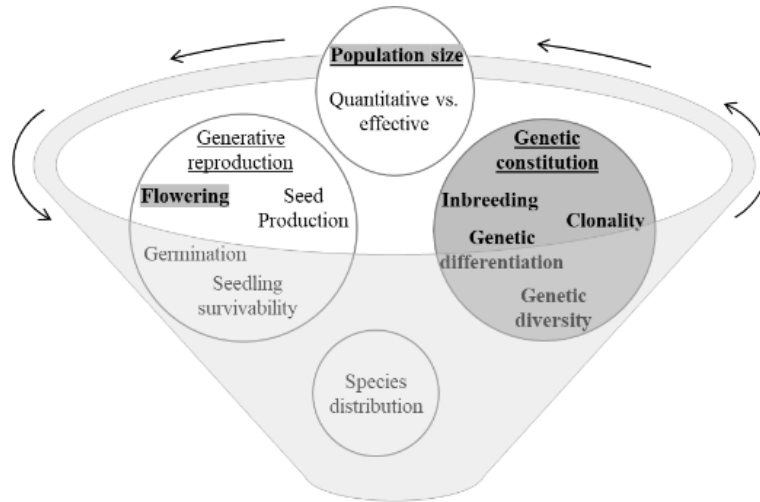 Population size
Quantitative vs.
effective
Generative
reproduction
Flowering
Seed
Production
Germination
Seedling
survivability
Genetic
constitution
Inbreeding
Clonality
Genetic
differentiation
Genetic
diversity
Species
distribution